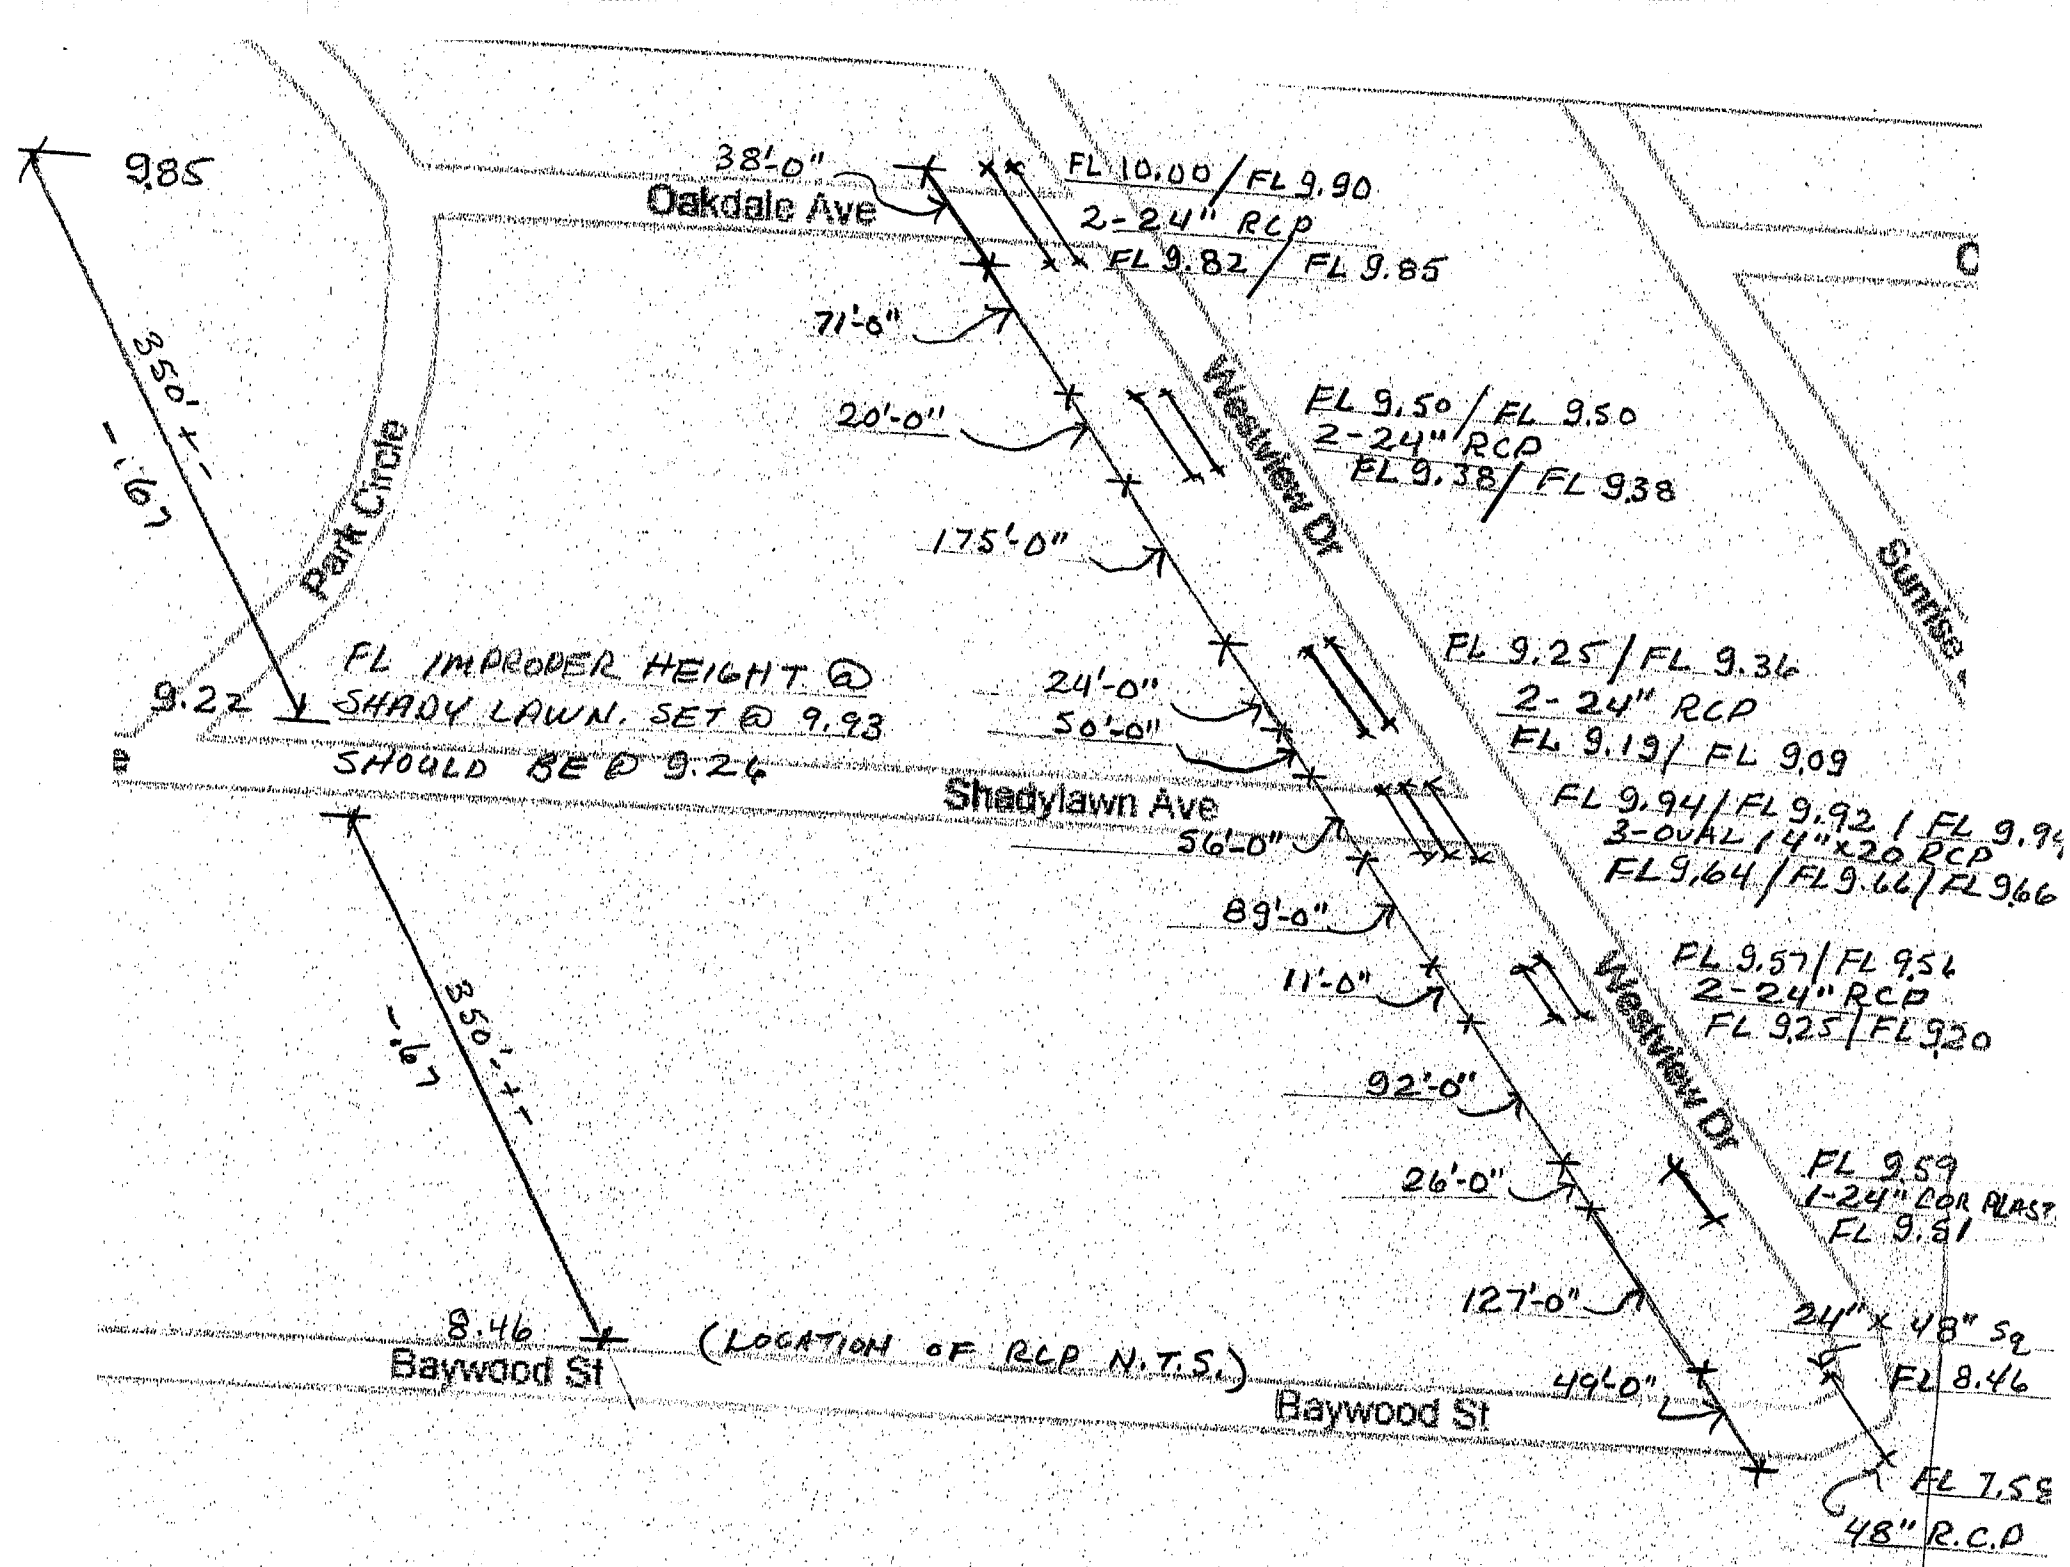 9.85
38'-0"
Oakdale Ave
FL 10.00 / FL 9.90
2-24" RCP
FL 9.82 / FL 9.85
71'-0"
350' +-
-.67
Park Circle
20'-0"
Westview Dr
FL 9.50 / FL 9.50
2-24" RCP
FL 9.38 / FL 9.38
175'-0"
Sunrise
9.22
FL IMPROPER HEIGHT @
SHADY LAWN. SET @ 9.93
SHOULD BE @ 9.26
24'-0"
50'-0"
FL 9.25 / FL 9.36
2-24" RCP
FL 9.19 / FL 9.09
Shadylawn Ave
56'-0"
FL 9.94 / FL 9.92 / FL 9.94
3-OVAL 14"x20 RCP
FL 9.64 / FL 9.66 / FL 9.66
89'-0"
11'-0"
Westview Dr
FL 9.57 / FL 9.56
2-24" RCP
FL 9.25 / FL 9.20
350' +-
-.67
92'-0"
26'-0"
FL 9.59
1-24" COR PLAST
FL 9.81
127'-0"
24" x 48" Sq
FL 8.46
8.46
Baywood St
(LOCATION OF RCP N.T.S.)
49'-0"
Baywood St
FL 7.58
48" R.C.P